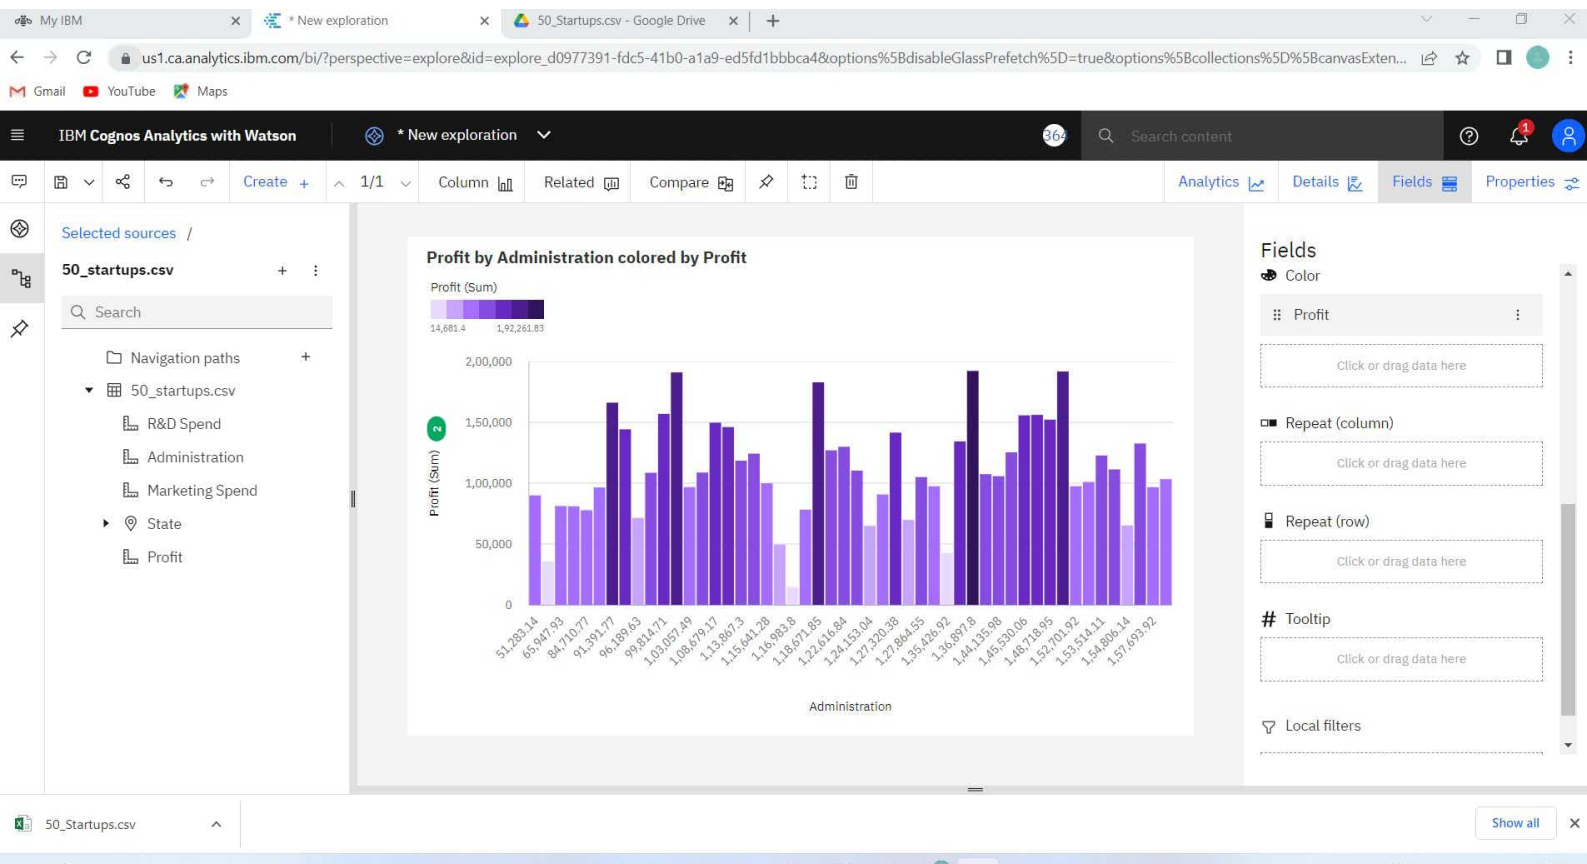 My IBM
* New exploration
50_Startups.csv - Google Drive
us1.ca.analytics.ibm.com/bi/?perspective=explore&id=explore_d0977391-fdc5-41b0-a1a9-ed5fd1bbbca4&options%5BdisableGlassPrefetch%5D=true&options%5Bcollections%5D%5BcanvasExten...
Gmail YouTube Maps
IBM Cognos Analytics with Watson
* New exploration
364
Search content
1
Create +
1/1
Column
Related
Compare
Analytics
Details
Fields
Properties
Selected sources /
50_startups.csv
Search
Navigation paths
50_startups.csv
R&D Spend
Administration
Marketing Spend
State
Profit
Profit by Administration colored by Profit
Profit (Sum)
14,681.4 1,92,261.83
2,00,000
1,50,000
1,00,000
50,000
0
2
Profit (Sum)
51,283.14
65,947.93
84,710.77
91,391.77
96,189.63
99,814.71
1,03,057.49
1,08,679.17
1,13,867.3
1,15,641.28
1,16,983.8
1,18,671.85
1,22,616.84
1,24,153.04
1,27,320.38
1,27,864.55
1,35,426.92
1,36,897.8
1,44,135.98
1,45,530.06
1,48,718.95
1,52,701.92
1,53,514.11
1,54,806.14
1,57,693.92
Administration
Fields
Color
Profit
Click or drag data here
Repeat (column)
Click or drag data here
Repeat (row)
Click or drag data here
Tooltip
Click or drag data here
Local filters
50_Startups.csv
Show all